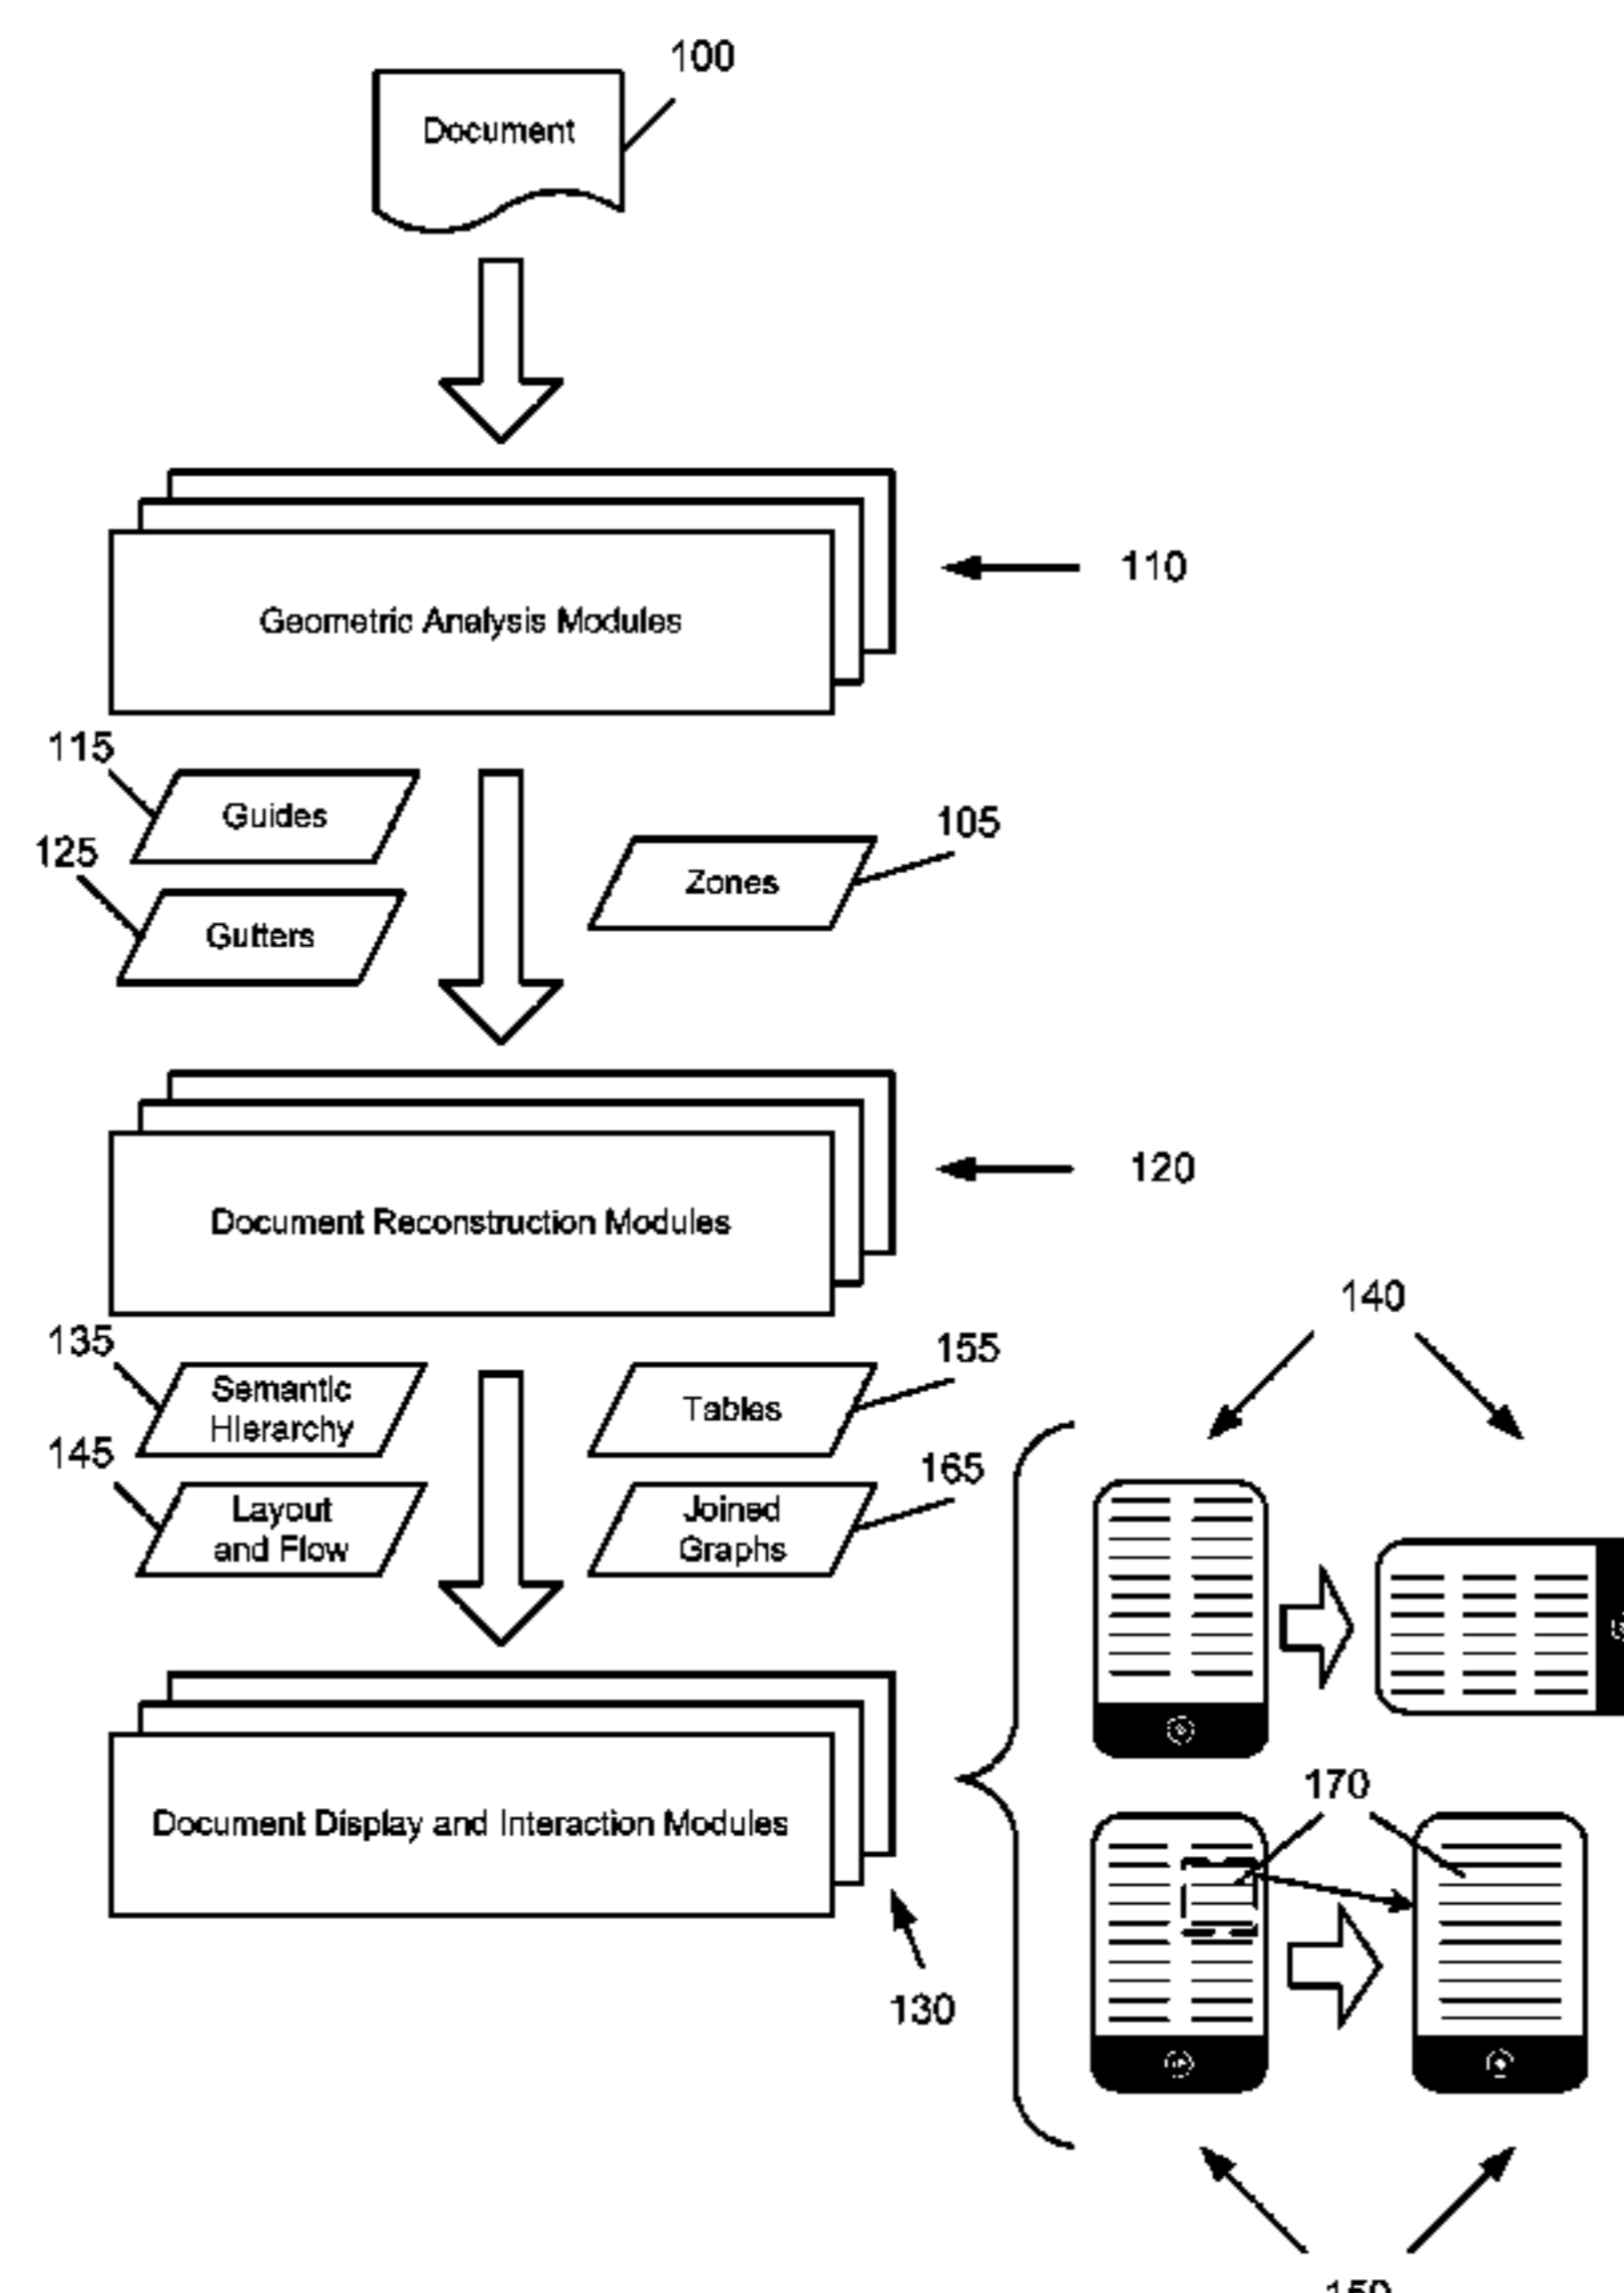 100
Document
110
Geometric Analysis Modules
115
Guides
105
125
Zones
Gutters
120
Document Reconstruction Modules
140
135
155
Semantic
Hierarchy
Tables
145
165
Layout
and Flow
Joined
Graphs
170
Document Display and Interaction Modules
130